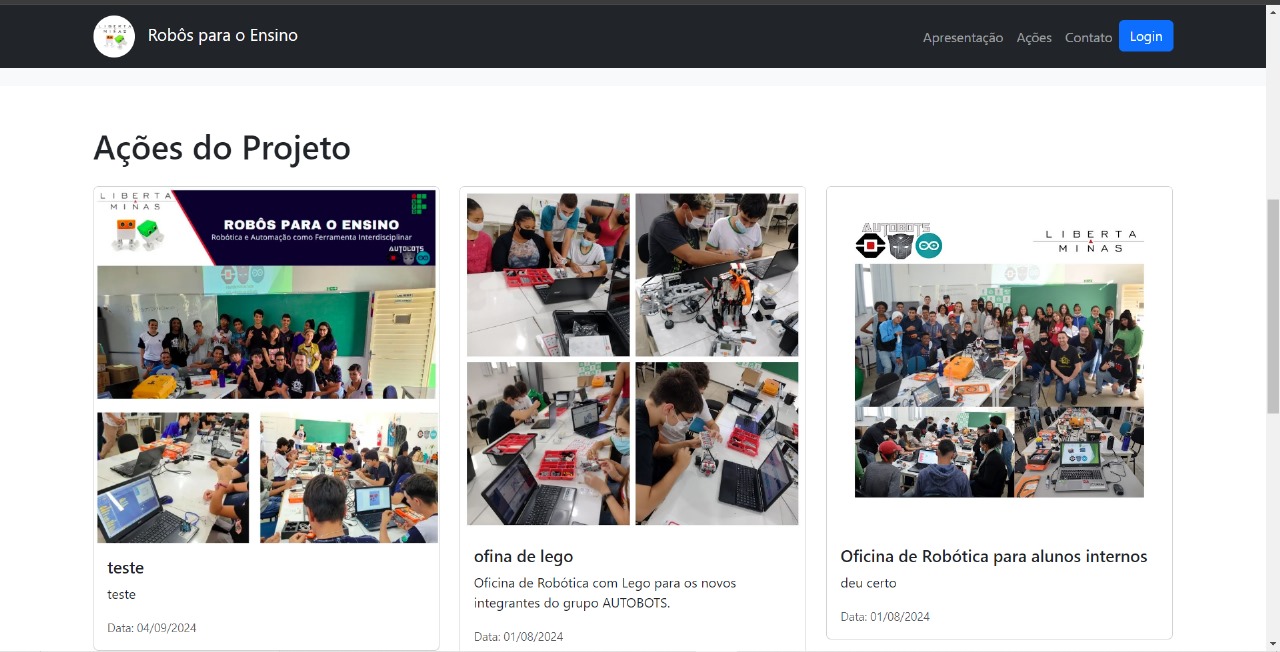 LIBERTA
MINAS
Robôs para o Ensino
Apresentação Ações Contato Login
Ações do Projeto
LIBERTA
MINAS
ROBÔS PARA O ENSINO
Robótica e Automação como Ferramenta Interdisciplinar
AUTOBOTS
teste
teste
Data: 04/09/2024
ofina de lego
Oficina de Robótica com Lego para os novos
integrantes do grupo AUTOBOTS.
Data: 01/08/2024
AUTOBOTS
LIBERTA
MINAS
Oficina de Robótica para alunos internos
deu certo
Data: 01/08/2024